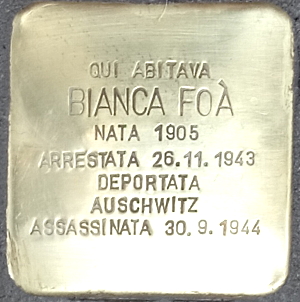 QUI ABITAVA
BIANCA FOÀ
NATA 1905
ARRESTATA 26.11.1943
DEPORTATA
AUSCHWITZ
ASSASSINATA 30.9.1944